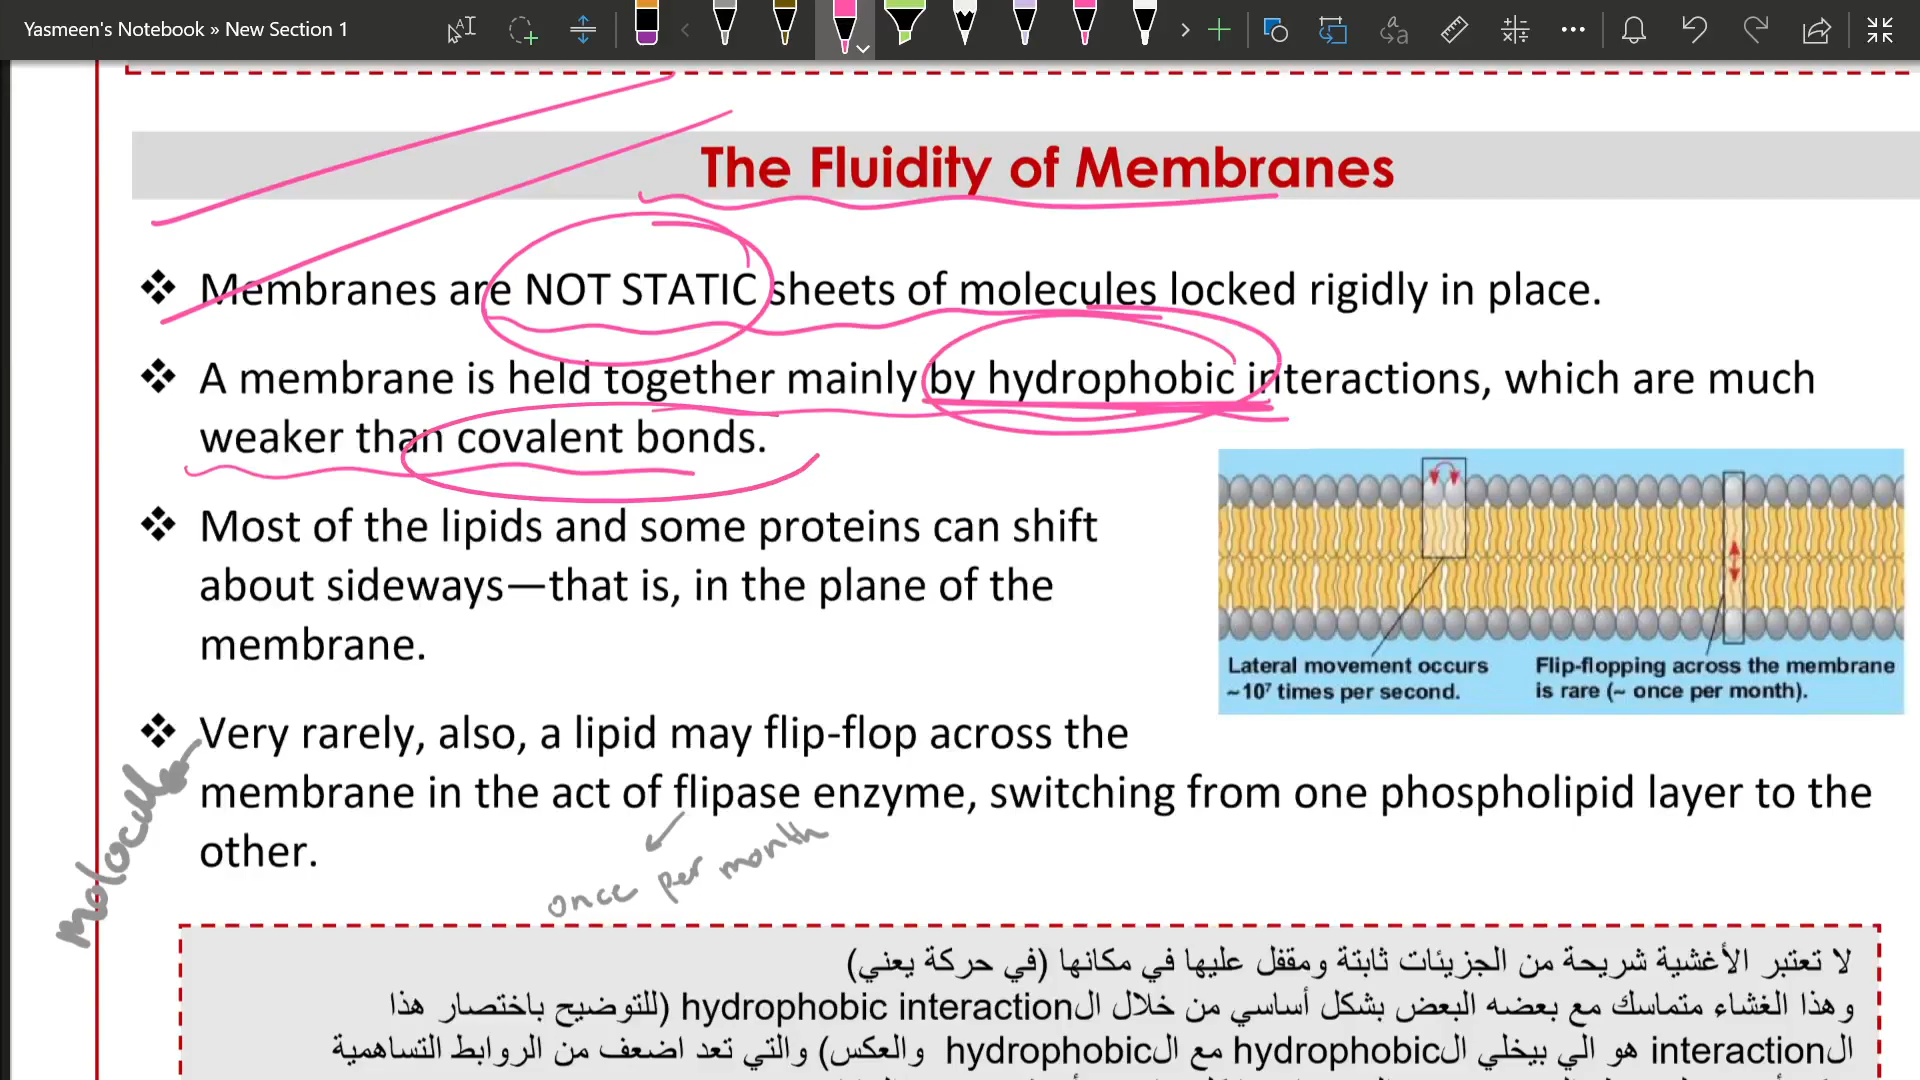 Yasmeen's Notebook » New Section 1
The Fluidity of Membranes
❖ Membranes are NOT STATIC sheets of molecules locked rigidly in place.
❖ A membrane is held together mainly by hydrophobic interactions, which are much
weaker than covalent bonds.
❖ Most of the lipids and some proteins can shift
about sideways—that is, in the plane of the
membrane.
Lateral movement occurs
~10⁷ times per second.
Flip-flopping across the membrane
is rare (~ once per month).
❖ Very rarely, also, a lipid may flip-flop across the
membrane in the act of flipase enzyme, switching from one phospholipid layer to the
other.
once per month
لا تعتبر الأغشية شريحة من الجزيئات ثابتة ومقفل عليها في مكانها (في حركة يعني)
وهذا الغشاء متماسك مع بعضه البعض بشكل أساسي من خلال الhydrophobic interaction (للتوضيح باختصار هذا
الinteraction هو الي بيخلي الhydrophobic مع الhydrophobic والعكس) والتي تعد اضعف من الروابط التساهمية